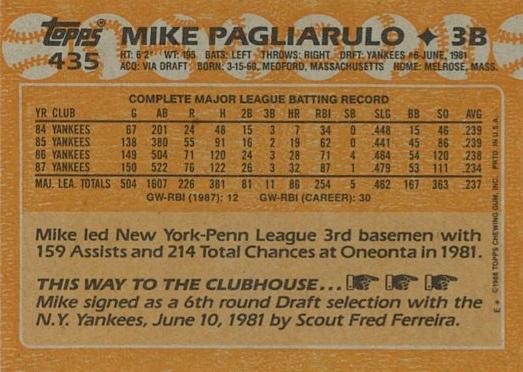 Topps MIKE PAGLIARULO ✦ 3B
435 HT: 6'2" WT: 195 BATS: LEFT THROWS: RIGHT DRFT: YANKEES #6-JUNE, 1981
ACQ: VIA DRAFT BORN: 3-15-60, MEDFORD, MASSACHUSETTS HOME: MELROSE, MASS.
COMPLETE MAJOR LEAGUE BATTING RECORD
YR CLUB G AB R H 2B 3B HR RBI SB SLG BB SO AVG
84 YANKEES 67 201 24 48 15 3 7 34 0 .448 15 46 .239
85 YANKEES 138 380 55 91 16 2 19 62 0 .441 45 86 .239
86 YANKEES 149 504 71 120 24 3 28 71 4 .464 54 120 .238
87 YANKEES 150 522 76 122 26 3 32 87 1 .479 53 111 .234
MAJ. LEA. TOTALS 504 1607 226 381 81 11 86 254 5 .462 167 363 .237
GW-RBI (1987): 12 GW-RBI (CAREER): 30
Mike led New York-Penn League 3rd basemen with
159 Assists and 214 Total Chances at Oneonta in 1981.
THIS WAY TO THE CLUBHOUSE...
Mike signed as a 6th round Draft selection with the
N.Y. Yankees, June 10, 1981 by Scout Fred Ferreira.
E * ©1988 TOPPS CHEWING GUM, INC. PRTD. IN U.S.A.